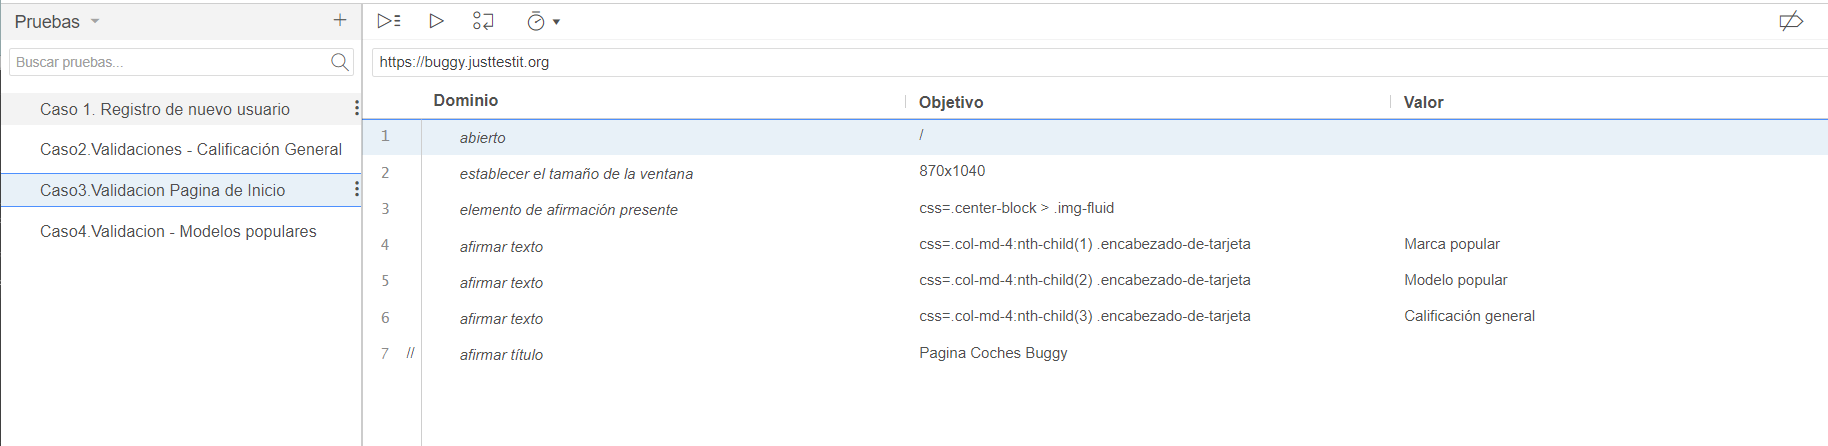 Pruebas
Buscar pruebas...
Caso 1. Registro de nuevo usuario
Caso2.Validaciones - Calificación General
Caso3.Validacion Pagina de Inicio
Caso4.Validacion - Modelos populares
https://buggy.justtestit.org
Dominio Objetivo Valor
1 abierto /
2 establecer el tamaño de la ventana 870x1040
3 elemento de afirmación presente css=.center-block > .img-fluid
4 afirmar texto css=.col-md-4:nth-child(1) .encabezado-de-tarjeta Marca popular
5 afirmar texto css=.col-md-4:nth-child(2) .encabezado-de-tarjeta Modelo popular
6 afirmar texto css=.col-md-4:nth-child(3) .encabezado-de-tarjeta Calificación general
7 // afirmar título Pagina Coches Buggy